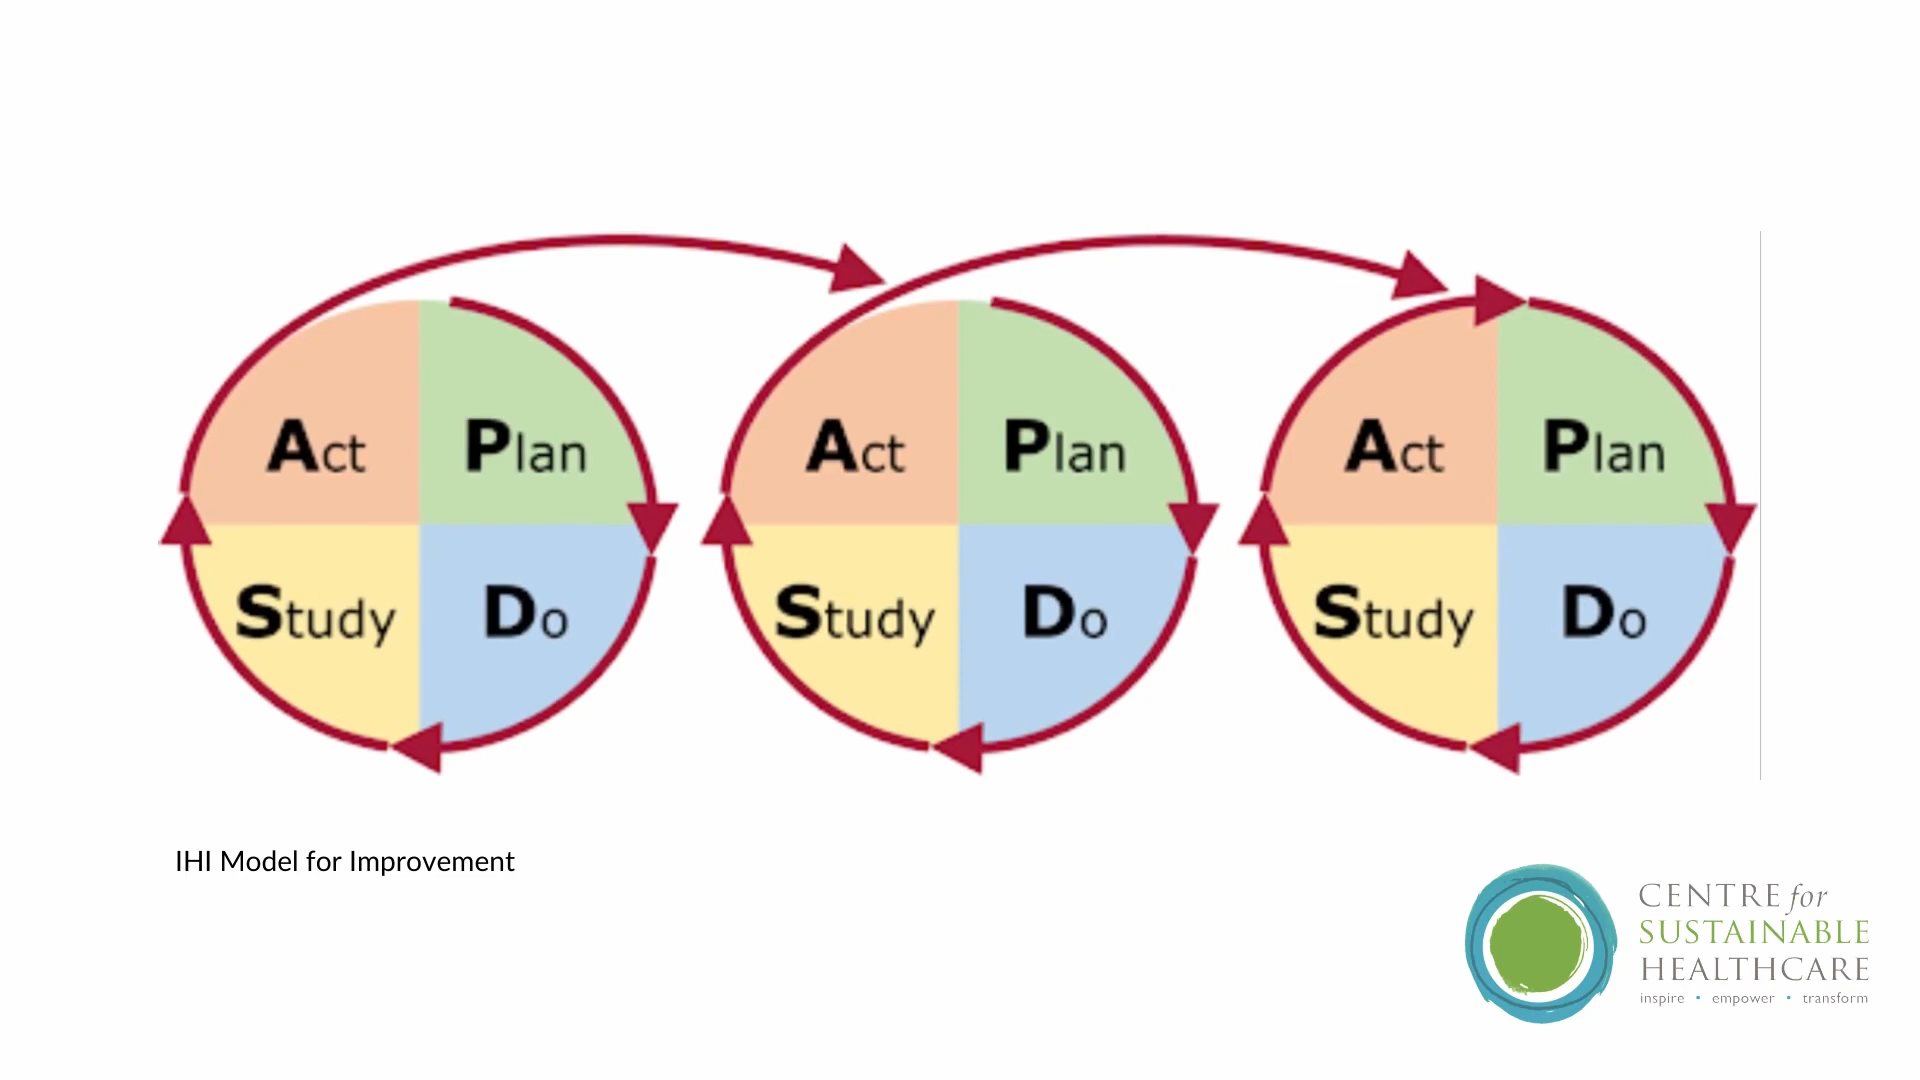 Act Plan Act Plan Act Plan
Study Do Study Do Study Do
IHI Model for Improvement
CENTRE for
SUSTAINABLE
HEALTHCARE
inspire • empower • transform